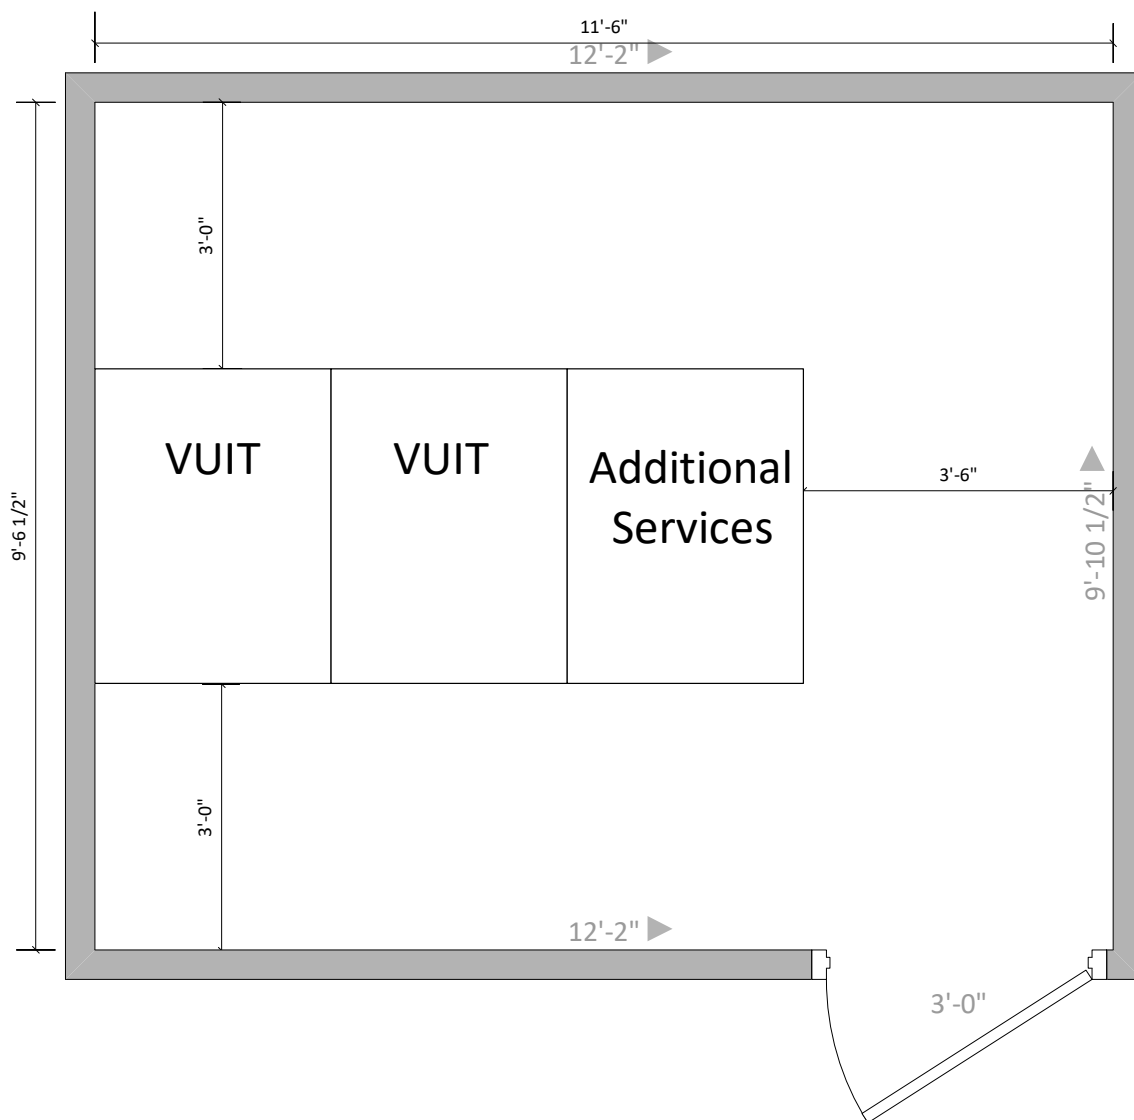 11'-6"
12'-2"
3'-0"
VUIT
VUIT
Additional
Services
3'-6"
9'-6 1/2"
9'-10 1/2"
3'-0"
12'-2"
3'-0"